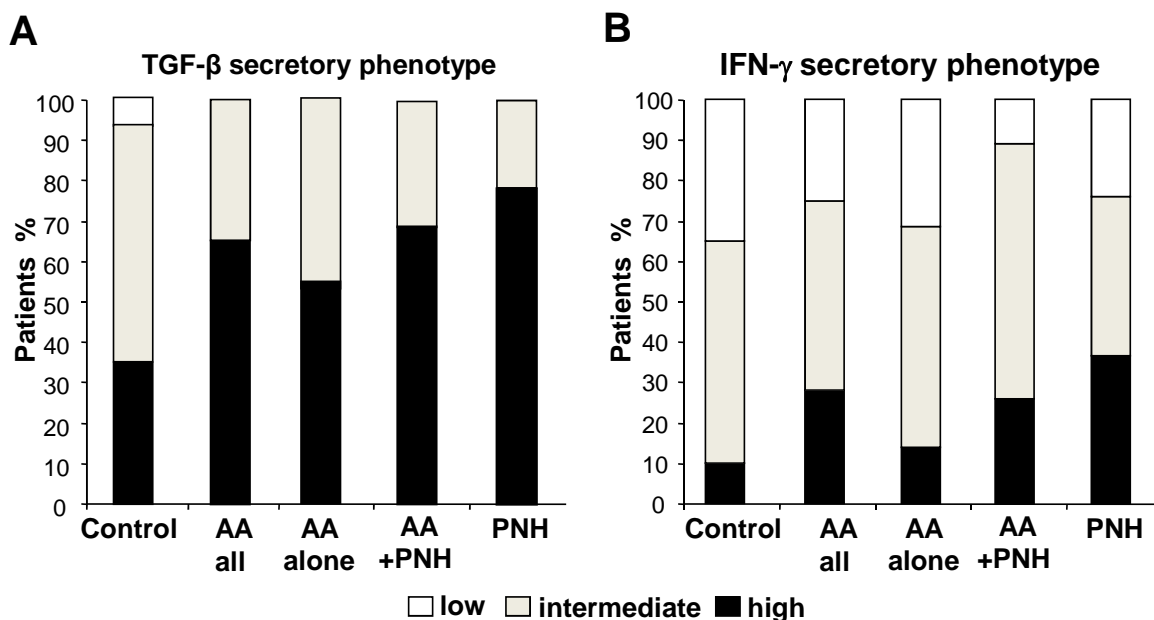 A
TGF-β secretory phenotype
100
90
80
70
60
50
40
30
20
10
0
Patients %
Control
AA
all
AA
alone
AA
+PNH
PNH
B
IFN-γ secretory phenotype
100
90
80
70
60
50
40
30
20
10
0
Patients %
Control
AA
all
AA
alone
AA
+PNH
PNH
low intermediate high